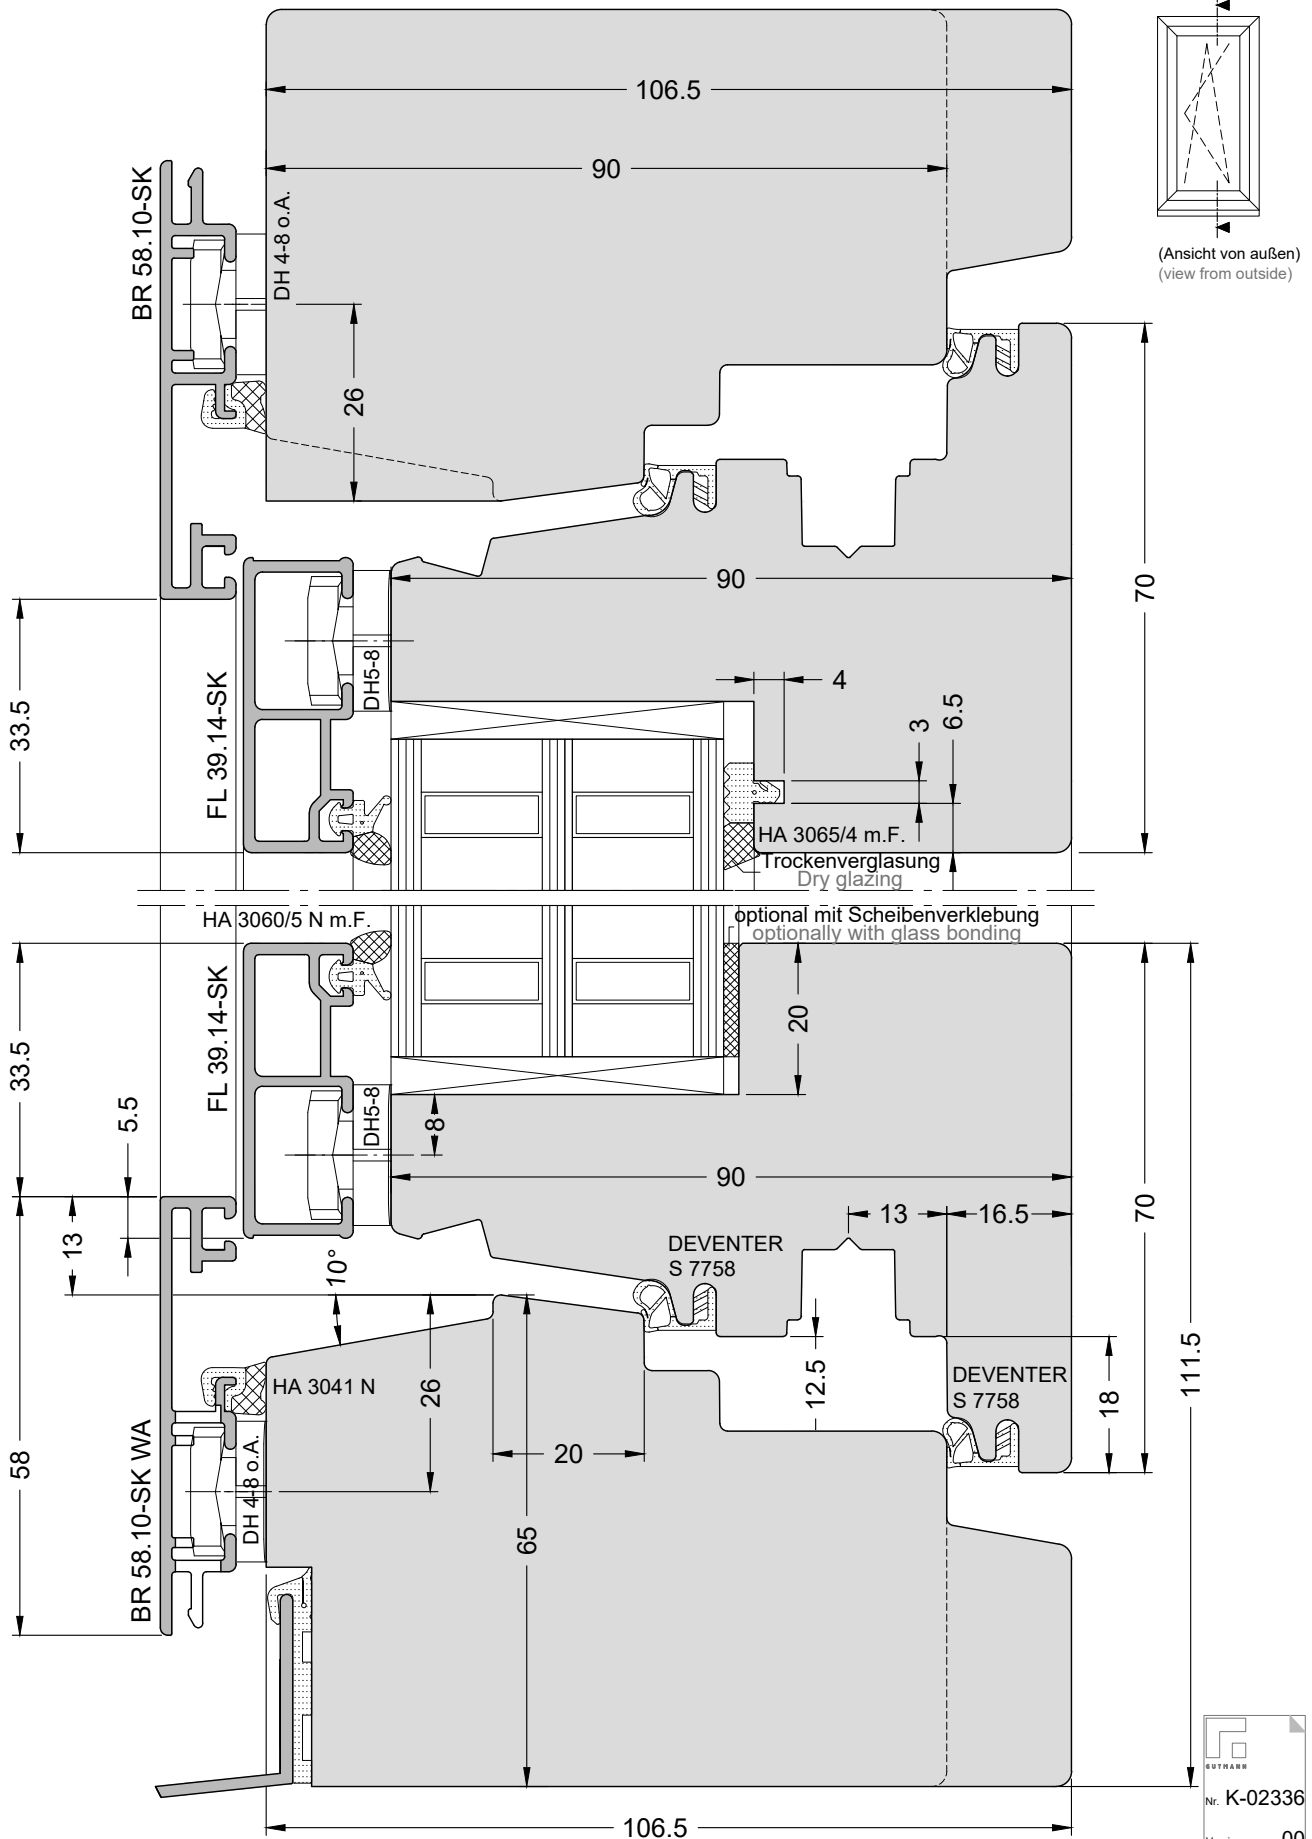 106.5
90
BR 58.10-SK
DH 4-8 o.A.
26
(Ansicht von außen)
(view from outside)
90
70
33.5
FL 39.14-SK
DH5-8
4
3
6.5
HA 3065/4 m.F.
Trockenverglasung
Dry glazing
HA 3060/5 N m.F.
optional mit Scheibenverklebung
optionally with glass bonding
33.5
FL 39.14-SK
20
5.5
DH5-8
8
90
13
16.5
70
13
10°
DEVENTER
S 7758
111.5
HA 3041 N
26
12.5
DEVENTER
S 7758
18
58
BR 58.10-SK WA
DH 4-8 o.A.
20
65
GUTMANN
Nr. K-02336
00
106.5